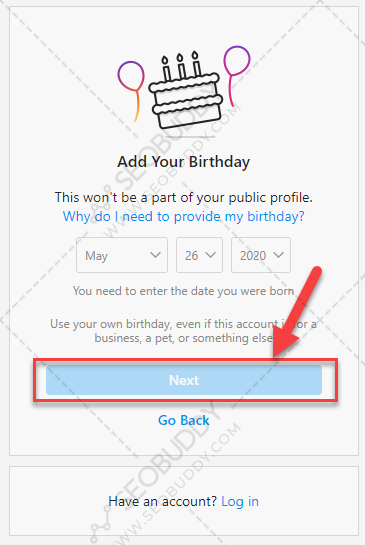 Add Your Birthday
This won't be a part of your public profile.
Why do I need to provide my birthday?
May 26 2020
You need to enter the date you were born
Use your own birthday, even if this account is for a
business, a pet, or something else
Next
Go Back
Have an account? Log in
SEOBUDDY
WWW.SEOBUDDY.COM
SEOBUDDY
WWW.SEOBUDDY.COM